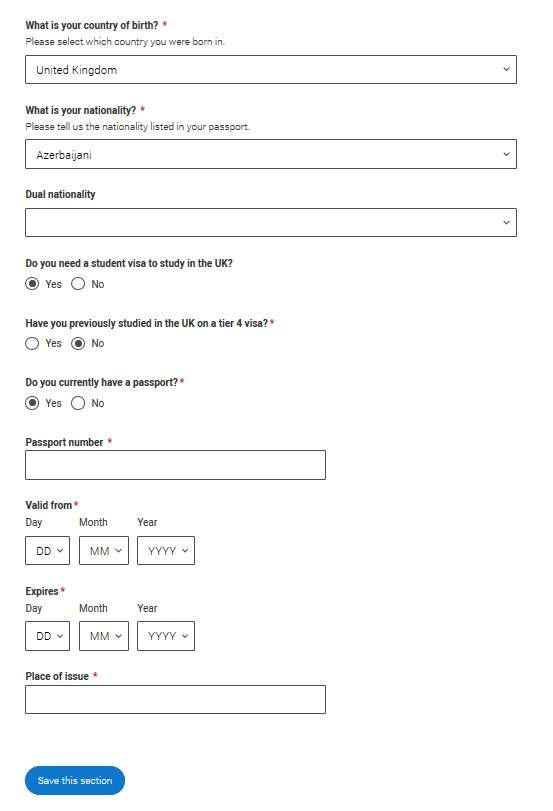 What is your country of birth? *
Please select which country you were born in.
United Kingdom
What is your nationality? *
Please tell us the nationality listed in your passport.
Azerbaijani
Dual nationality
Do you need a student visa to study in the UK?
Yes No
Have you previously studied in the UK on a tier 4 visa? *
Yes No
Do you currently have a passport? *
Yes No
Passport number *
Valid from *
Day Month Year
DD MM YYYY
Expires *
Day Month Year
DD MM YYYY
Place of issue *
Save this section